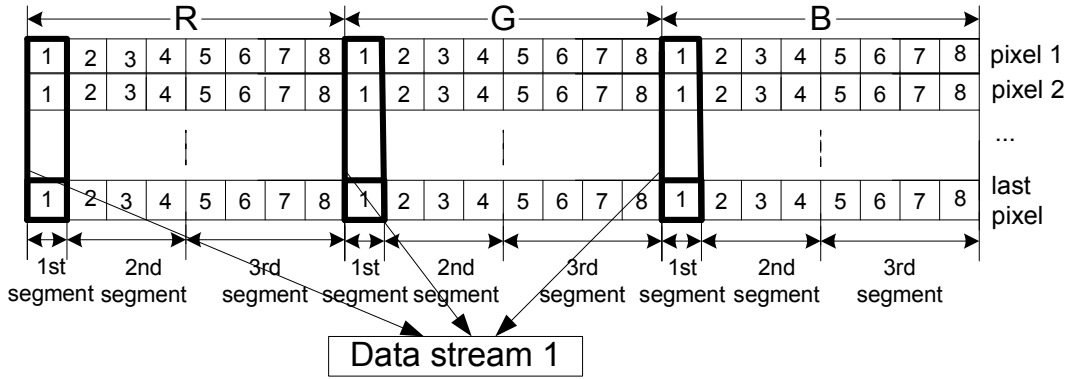 R G B
1 2 3 4 5 6 7 8 1 2 3 4 5 6 7 8 1 2 3 4 5 6 7 8 pixel 1
1 2 3 4 5 6 7 8 1 2 3 4 5 6 7 8 1 2 3 4 5 6 7 8 pixel 2
...
1 2 3 4 5 6 7 8 1 2 3 4 5 6 7 8 1 2 3 4 5 6 7 8 last
pixel
1st 2nd 3rd 1st 2nd 3rd 1st 2nd 3rd
segment segment segment segment segment segment segment segment segment
Data stream 1